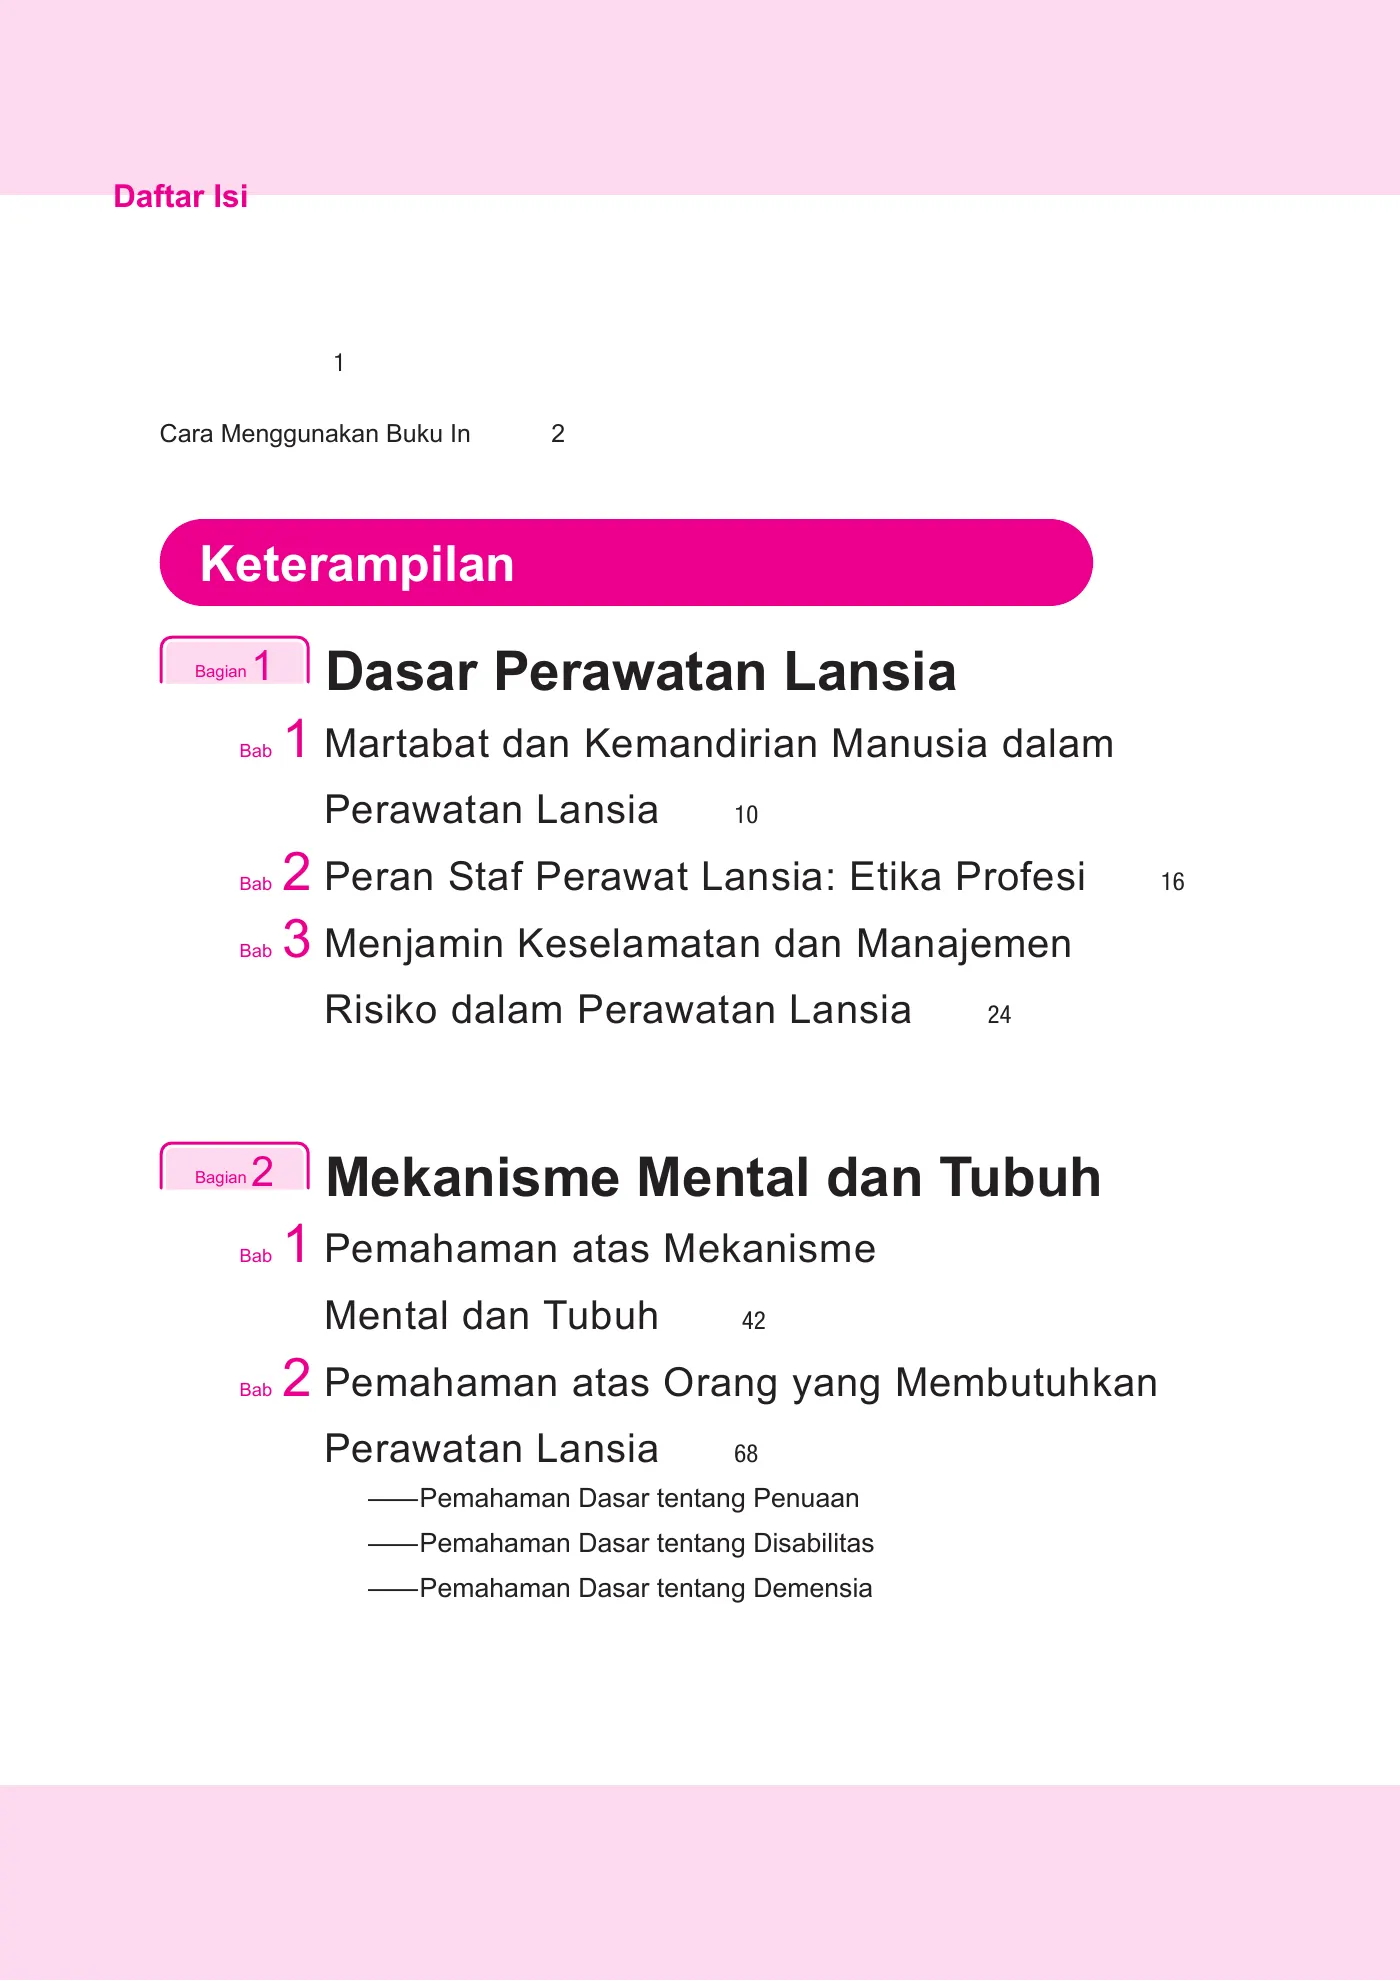 Daftar Isi
1
Cara Menggunakan Buku In 2
Keterampilan
Bagian 1 Dasar Perawatan Lansia
Bab 1 Martabat dan Kemandirian Manusia dalam
Perawatan Lansia 10
Bab 2 Peran Staf Perawat Lansia: Etika Profesi 16
Bab 3 Menjamin Keselamatan dan Manajemen
Risiko dalam Perawatan Lansia 24
Bagian 2 Mekanisme Mental dan Tubuh
Bab 1 Pemahaman atas Mekanisme
Mental dan Tubuh 42
Bab 2 Pemahaman atas Orang yang Membutuhkan
Perawatan Lansia 68
——Pemahaman Dasar tentang Penuaan
——Pemahaman Dasar tentang Disabilitas
——Pemahaman Dasar tentang Demensia